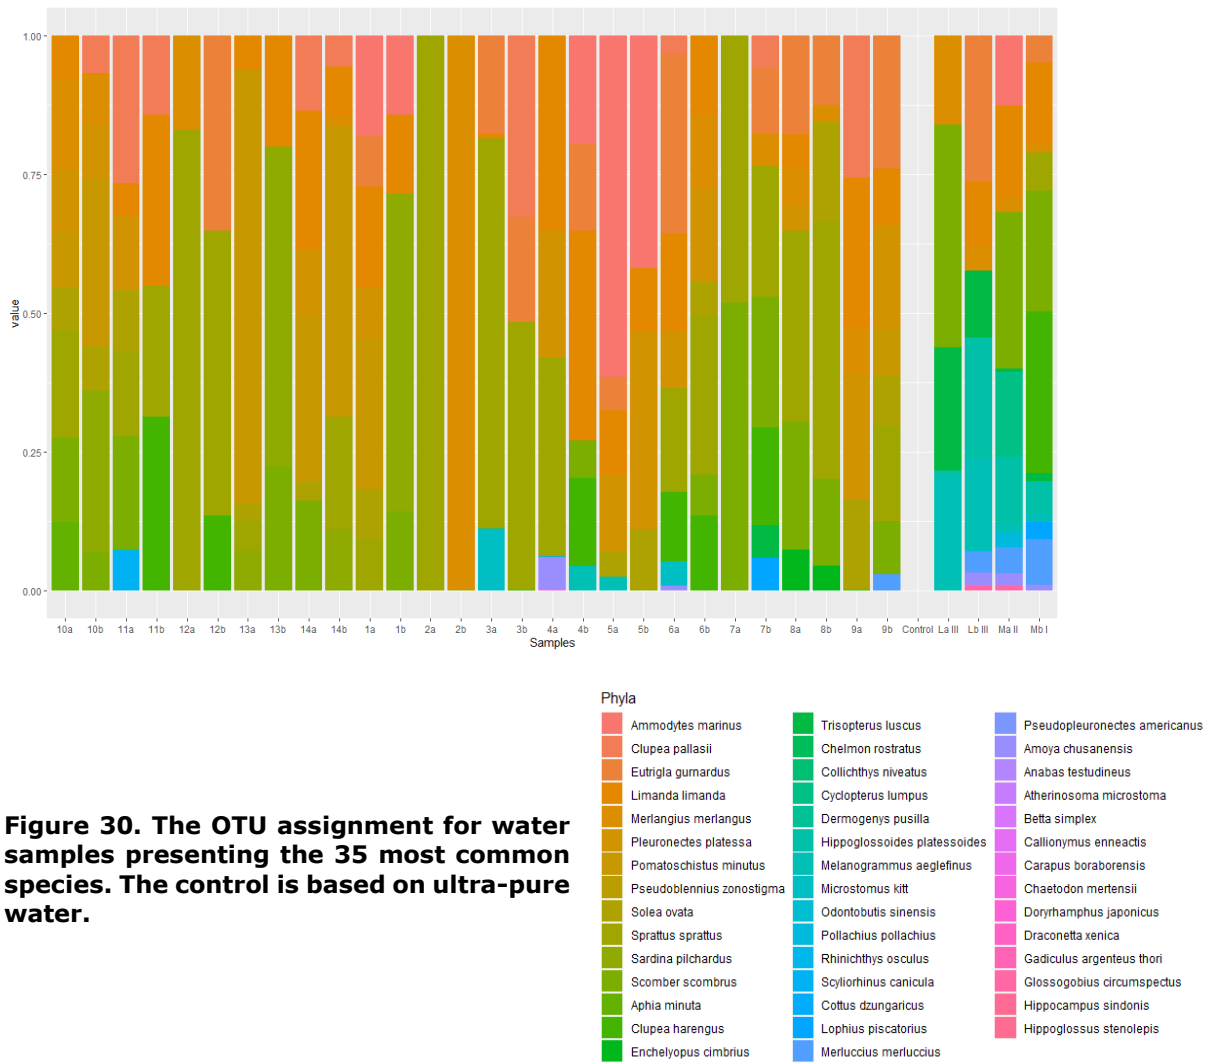 1.00
0.75
0.50
0.25
0.00
value
10a 10b 11a 11b 12a 12b 13a 13b 14a 14b 1a 1b 2a 2b 3a 3b 4a 4b 5a 5b 6a 6b 7a 7b 8a 8b 9a 9b Control La III Lb III Ma II Mb I
Samples
Phyla
Ammodytes marinus
Clupea pallasii
Eutrigla gurnardus
Limanda limanda
Merlangius merlangus
Pleuronectes platessa
Pomatoschistus minutus
Pseudoblennius zonostigma
Solea ovata
Sprattus sprattus
Sardina pilchardus
Scomber scombrus
Aphia minuta
Clupea harengus
Enchelyopus cimbrius
Trisopterus luscus
Chelmon rostratus
Collichthys niveatus
Cyclopterus lumpus
Dermogenys pusilla
Hippoglossoides platessoides
Melanogrammus aeglefinus
Microstomus kitt
Odontobutis sinensis
Pollachius pollachius
Rhinichthys osculus
Scyliorhinus canicula
Cottus dzungaricus
Lophius piscatorius
Merluccius merluccius
Pseudopleuronectes americanus
Amoya chusanensis
Anabas testudineus
Atherinosoma microstoma
Betta simplex
Callionymus enneactis
Carapus boraborensis
Chaetodon mertensii
Doryrhamphus japonicus
Draconetta xenica
Gadiculus argenteus thori
Glossogobius circumspectus
Hippocampus sindonis
Hippoglossus stenolepis
Figure 30. The OTU assignment for water
samples presenting the 35 most common
species. The control is based on ultra-pure
water.